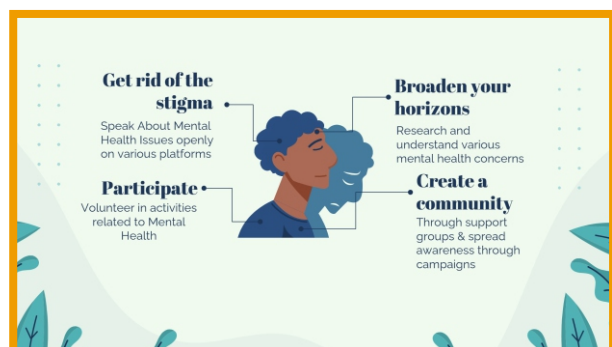 Get rid of the
stigma
Speak About Mental
Health Issues openly
on various platforms
Broaden your
horizons
Research and
understand various
mental health concerns
Participate
Volunteer in activities
related to Mental
Health
Create a
community
Through support
groups & spread
awareness through
campaigns